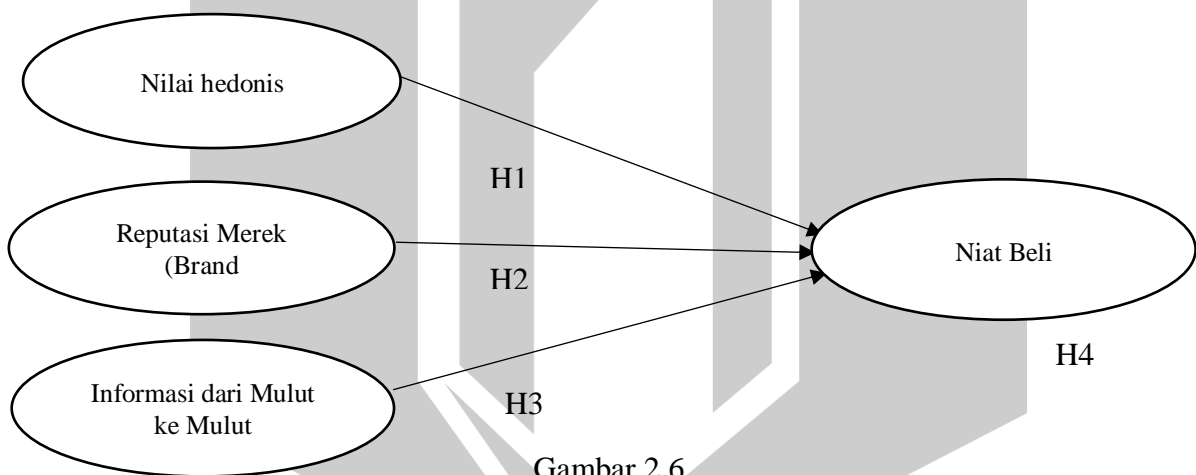 Nilai hedonis
H1
Reputasi Merek
(Brand
H2
Niat Beli
H4
Informasi dari Mulut
ke Mulut
H3
Gambar 2.6